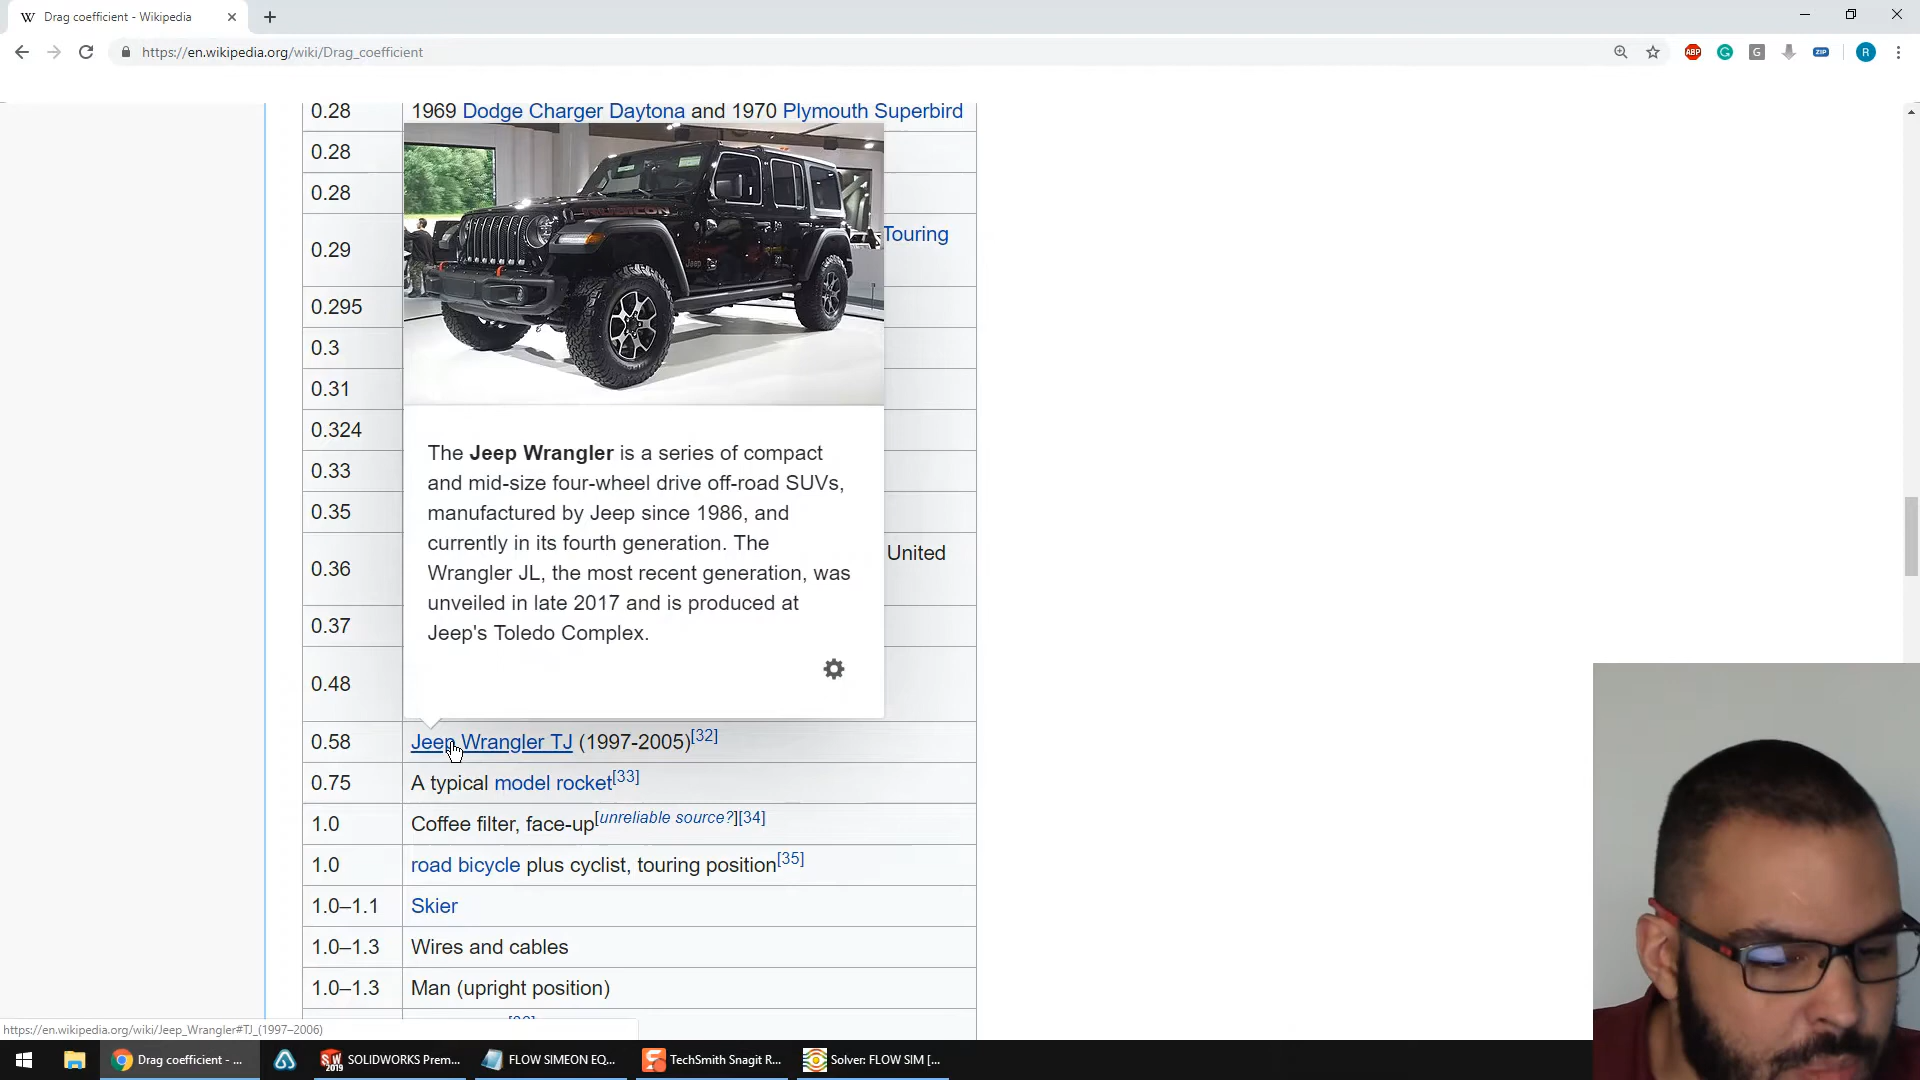 Drag coefficient - Wikipedia
https://en.wikipedia.org/wiki/Drag_coefficient
ABP
G
ZIP
R
0.28 1969 Dodge Charger Daytona and 1970 Plymouth Superbird
0.28
0.28
0.29 Touring
0.295
0.3
0.31
0.324
0.33
0.35
0.36 United
0.37
0.48
RUBICON
Jeep
The Jeep Wrangler is a series of compact
and mid-size four-wheel drive off-road SUVs,
manufactured by Jeep since 1986, and
currently in its fourth generation. The
Wrangler JL, the most recent generation, was
unveiled in late 2017 and is produced at
Jeep's Toledo Complex.
0.58 Jeep Wrangler TJ (1997-2005)[32]
0.75 A typical model rocket[33]
1.0 Coffee filter, face-up[unreliable source?][34]
1.0 road bicycle plus cyclist, touring position[35]
1.0–1.1 Skier
1.0–1.3 Wires and cables
1.0–1.3 Man (upright position)
https://en.wikipedia.org/wiki/Jeep_Wrangler#TJ_(1997–2006)
Drag coefficient - ...
SW 2019 SOLIDWORKS Prem...
FLOW SIMEON EQ...
TechSmith Snagit R...
Solver: FLOW SIM [...